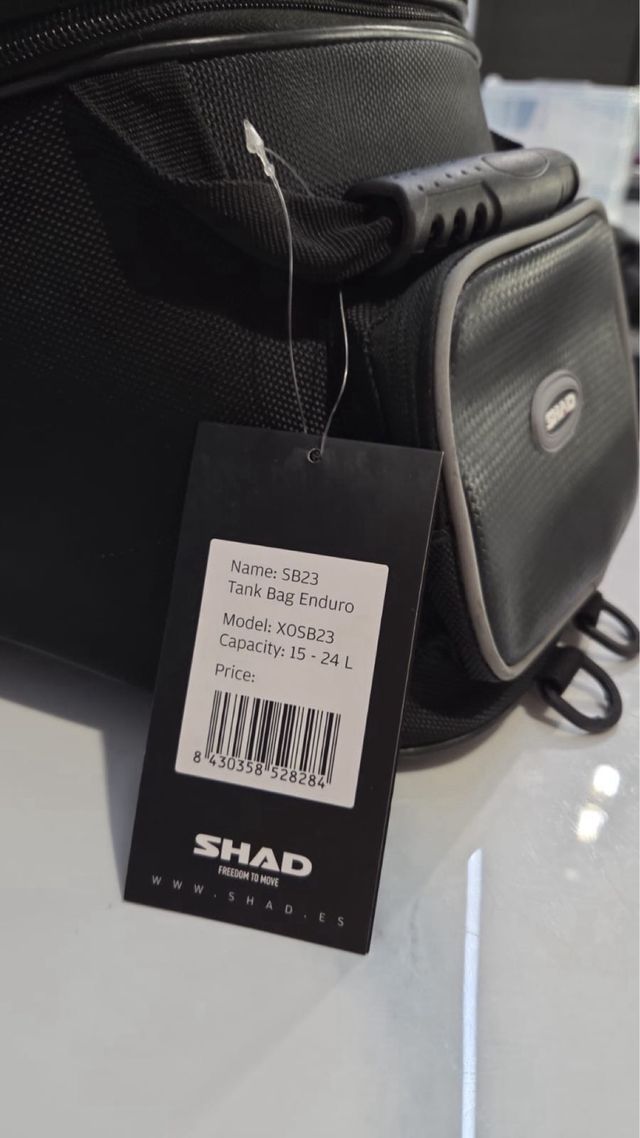 SHAD
Name: SB23
Tank Bag Enduro
Model: X0SB23
Capacity: 15 - 24 L
Price:
8 430358 528284
SHAD
FREEDOM TO MOVE
WWW.SHAD.ES